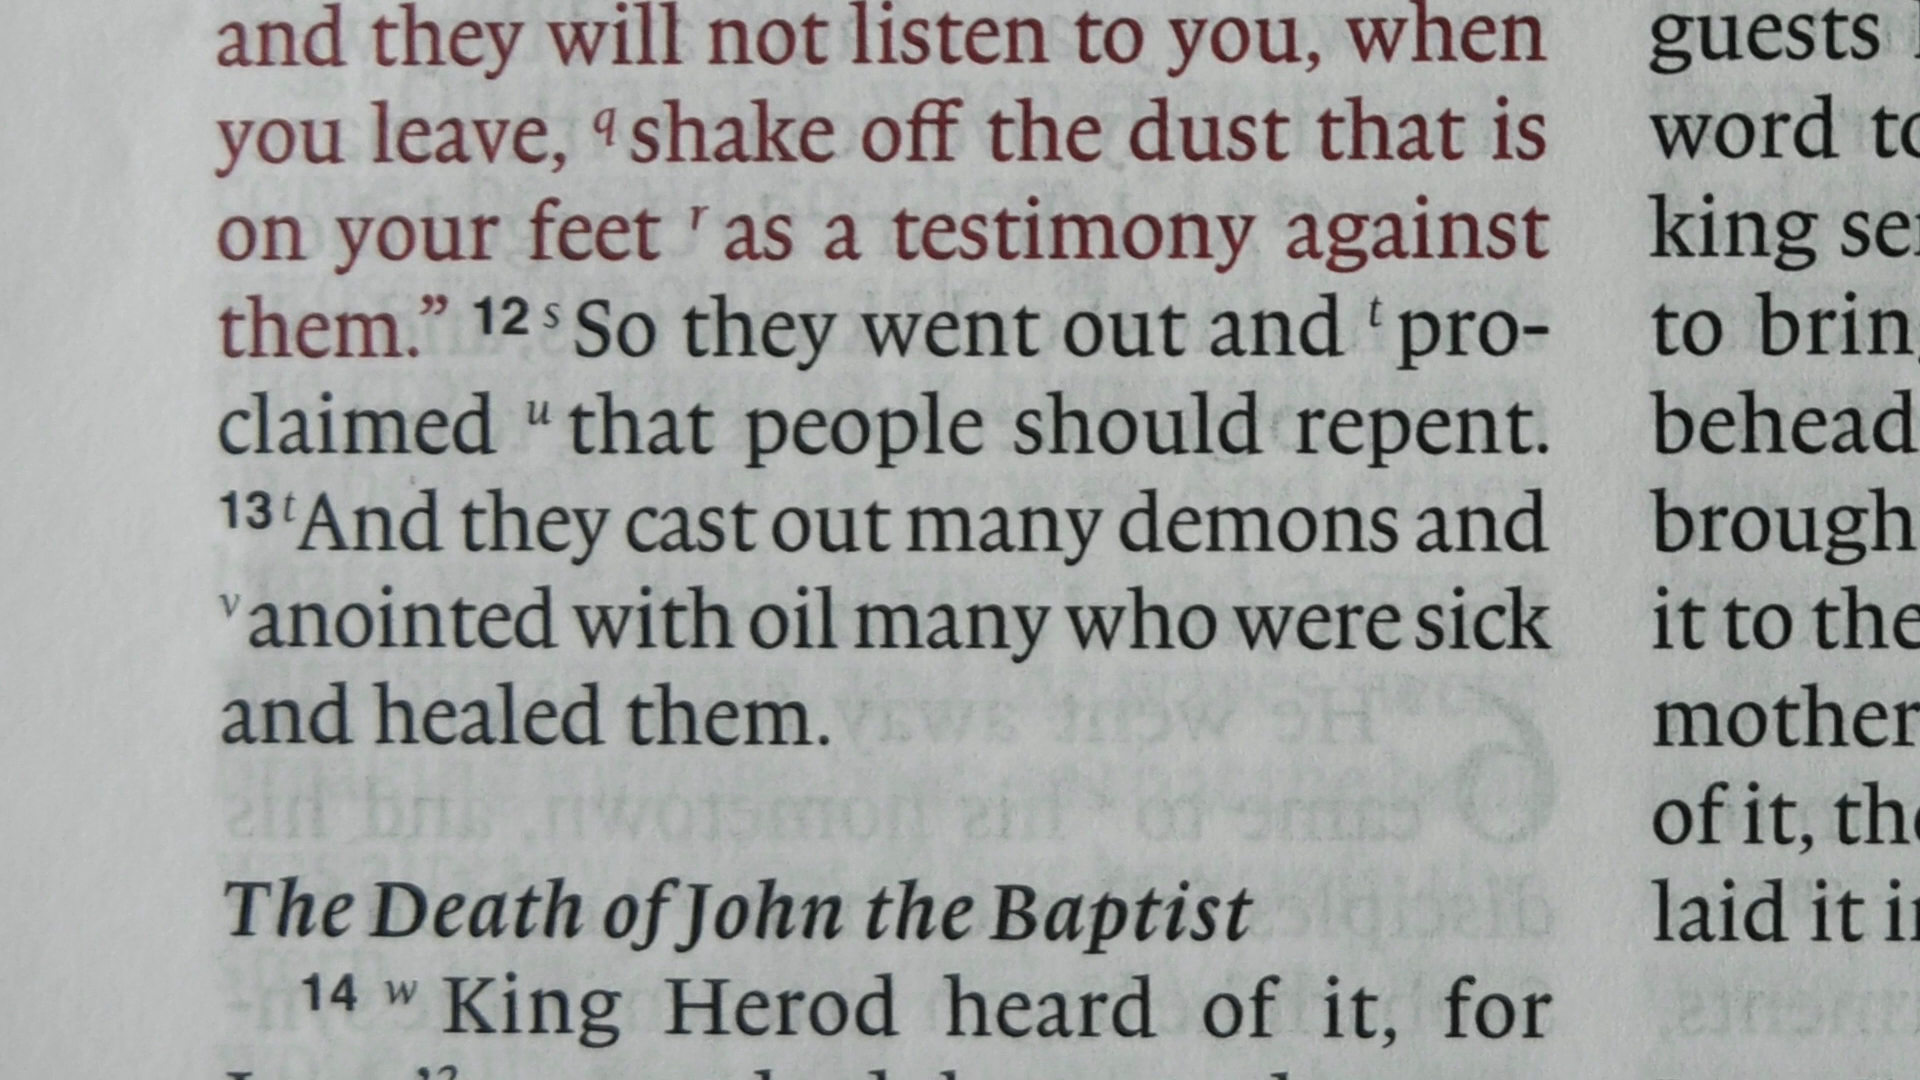 and they will not listen to you, when
you leave, q shake off the dust that is
on your feet r as a testimony against
them.” 12 s So they went out and t pro-
claimed u that people should repent.
13 t And they cast out many demons and
v anointed with oil many who were sick
and healed them.
The Death of John the Baptist
14 w King Herod heard of it, for
guests
word to
king
to
behead
it to the
mother
of it,
laid it